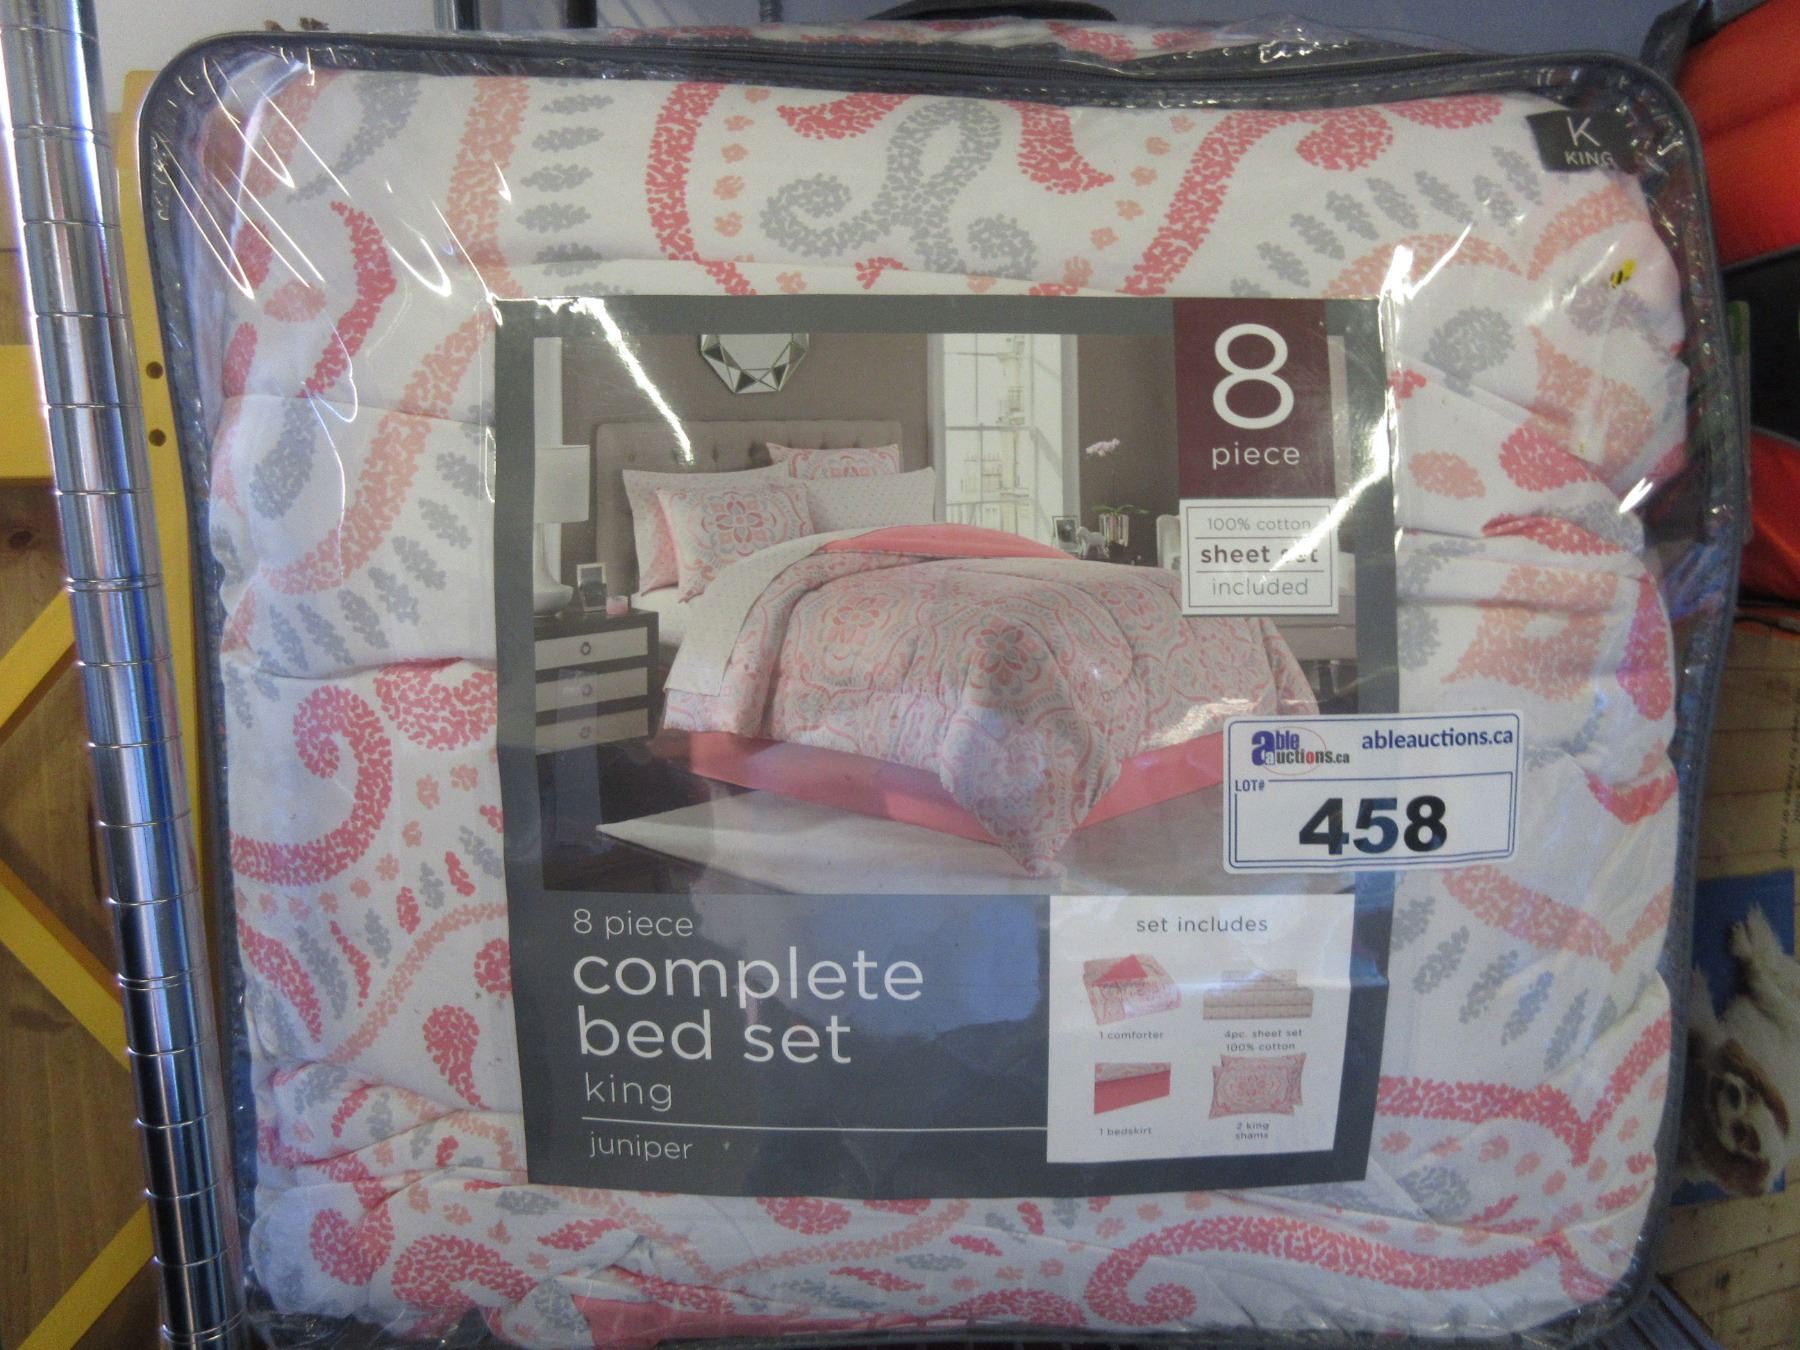 K
KING
8
piece
100% cotton
sheet set
included
able
auctions.ca
ableauctions.ca
LOT#
458
8 piece
complete
bed set
king
juniper
set includes
1 comforter
4pc. sheet set
100% cotton
1 bedskirt
2 king
shams